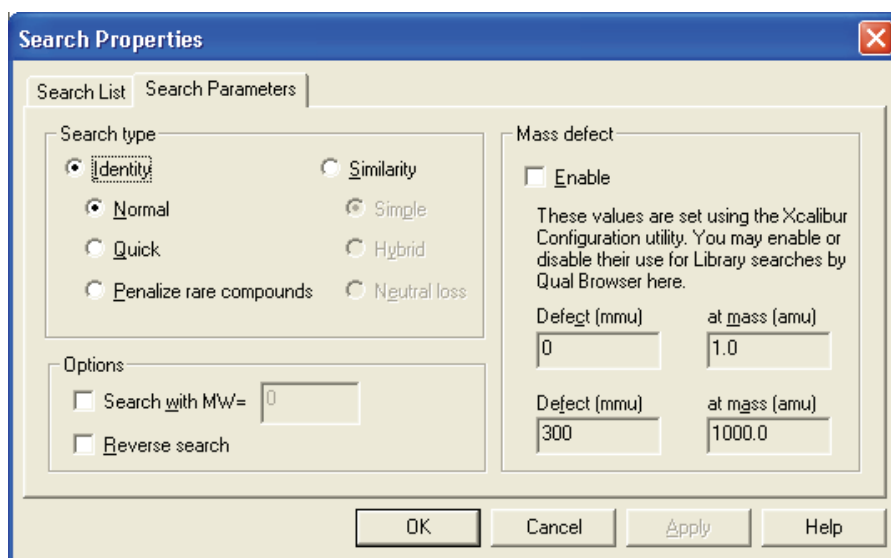 Search Properties
Search List
Search Parameters
Search type
Identity
Similarity
Normal
Simple
Quick
Hybrid
Penalize rare compounds
Neutral loss
Options
Search with MW= 0
Reverse search
Mass defect
Enable
These values are set using the Xcalibur
Configuration utility. You may enable or
disable their use for Library searches by
Qual Browser here.
Defect (mmu)
at mass (amu)
0
1.0
Defect (mmu)
at mass (amu)
300
1000.0
OK
Cancel
Apply
Help